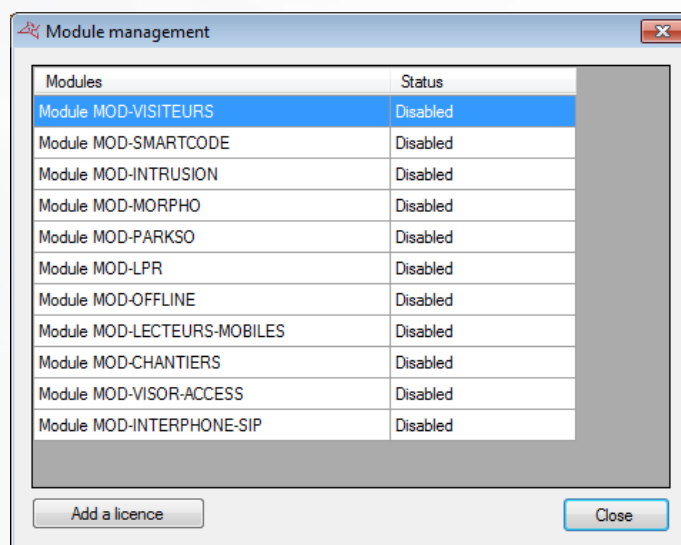 Module management
Modules Status
Module MOD-VISITEURS Disabled
Module MOD-SMARTCODE Disabled
Module MOD-INTRUSION Disabled
Module MOD-MORPHO Disabled
Module MOD-PARKSO Disabled
Module MOD-LPR Disabled
Module MOD-OFFLINE Disabled
Module MOD-LECTEURS-MOBILES Disabled
Module MOD-CHANTIERS Disabled
Module MOD-VISOR-ACCESS Disabled
Module MOD-INTERPHONE-SIP Disabled
Add a licence Close